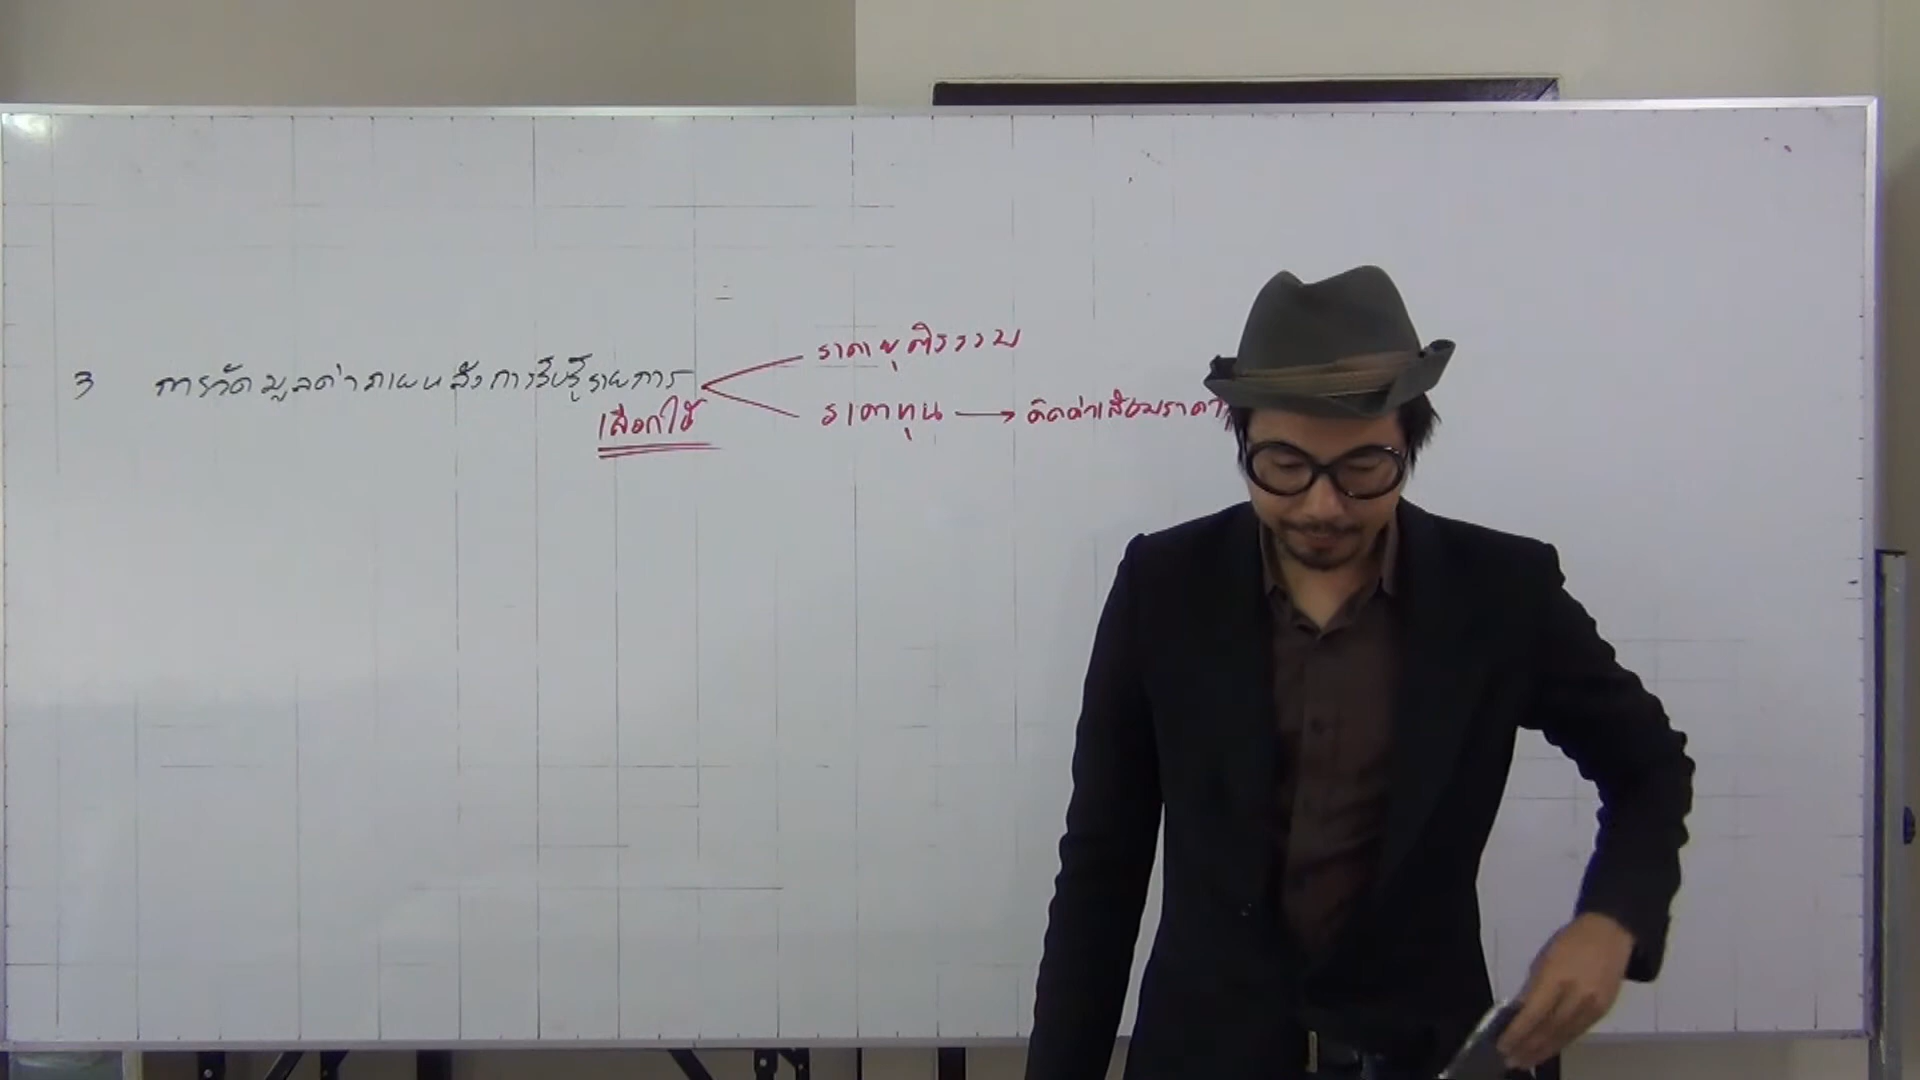 3 การวัดมูลค่าภายหลังการรับรู้รายการ
เลือกใช้
ราคายุติธรรม
ราคาทุน → คิดค่าเสื่อมราคา